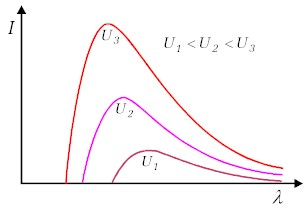 I
U₃
U₁ < U₂ < U₃
U₂
U₁
λ